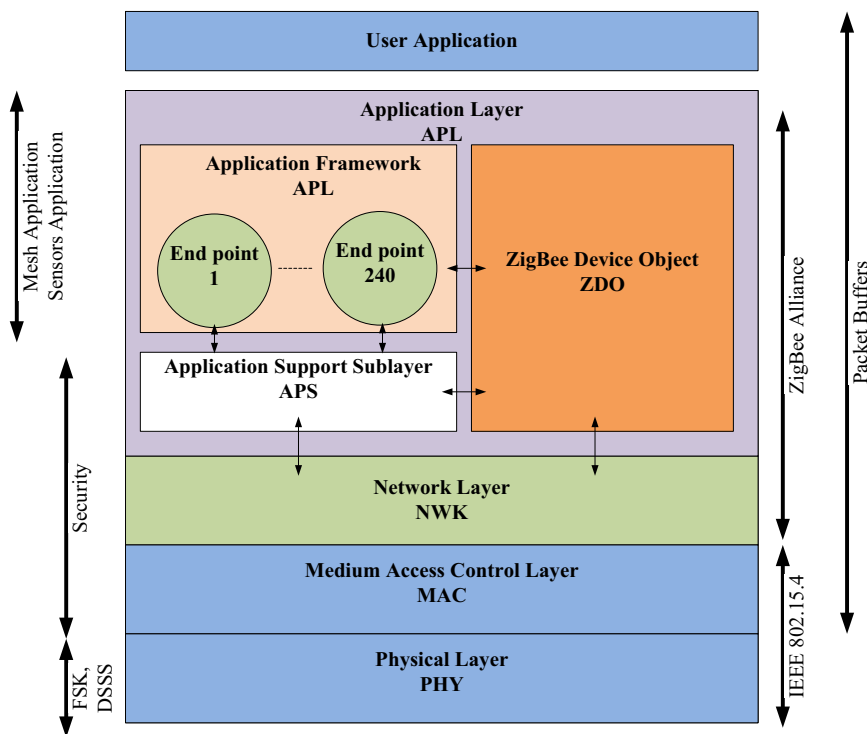 User Application
Application Layer
APL
Application Framework
APL
End point
1
End point
240
ZigBee Device Object
ZDO
Application Support Sublayer
APS
Network Layer
NWK
Medium Access Control Layer
MAC
Physical Layer
PHY
Mesh Application
Sensors Application
Security
FSK,
DSSS
ZigBee Alliance
IEEE 802.15.4
Packet Buffers